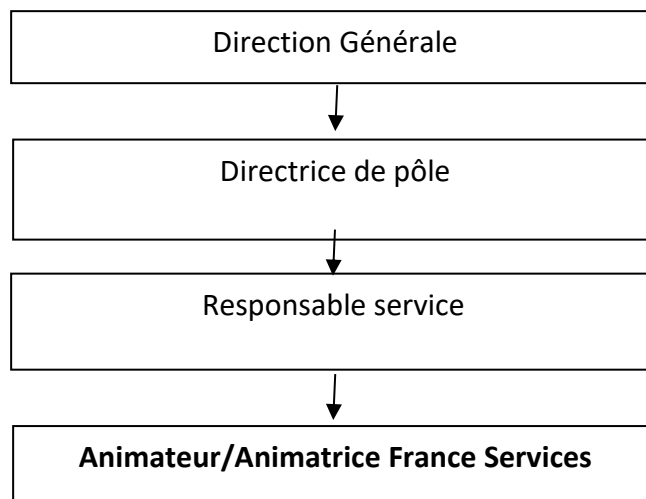 Direction Générale
Directrice de pôle
Responsable service
Animateur/Animatrice France Services